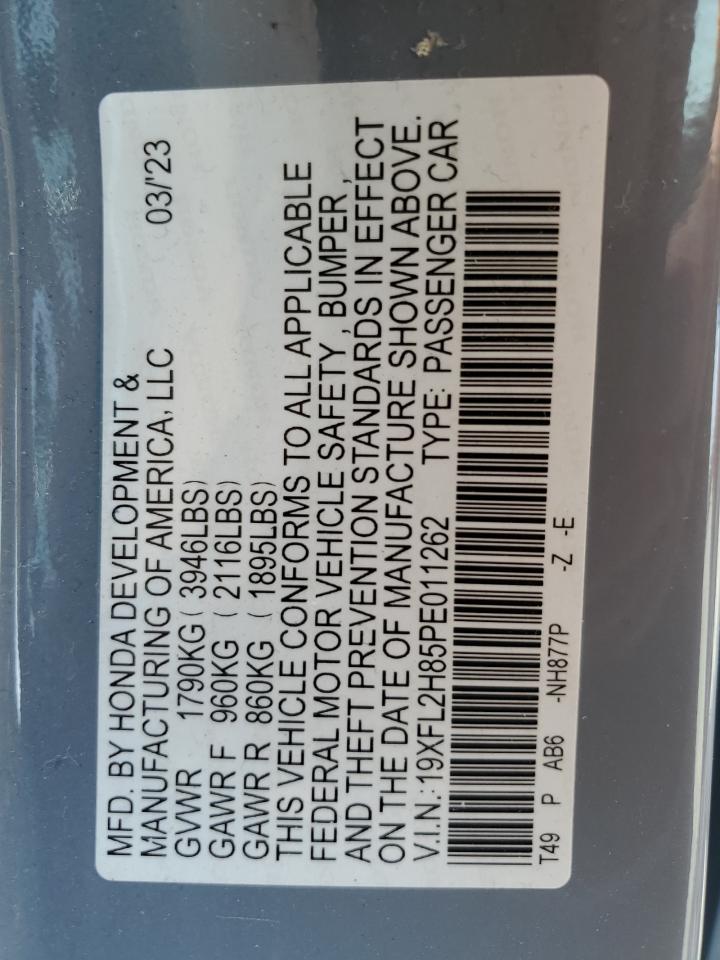 MFD. BY HONDA DEVELOPMENT &
MANUFACTURING OF AMERICA, LLC 03/'23
GVWR 1790KG ( 3946LBS)
GAWR F 960KG ( 2116LBS)
GAWR R 860KG ( 1895LBS)
THIS VEHICLE CONFORMS TO ALL APPLICABLE
FEDERAL MOTOR VEHICLE SAFETY , BUMPER ,
AND THEFT PREVENTION STANDARDS IN EFFECT
ON THE DATE OF MANUFACTURE SHOWN ABOVE.
V.I.N.: 19XFL2H85PE011262 TYPE: PASSENGER CAR
T49 P AB6 -NH877P -Z -E